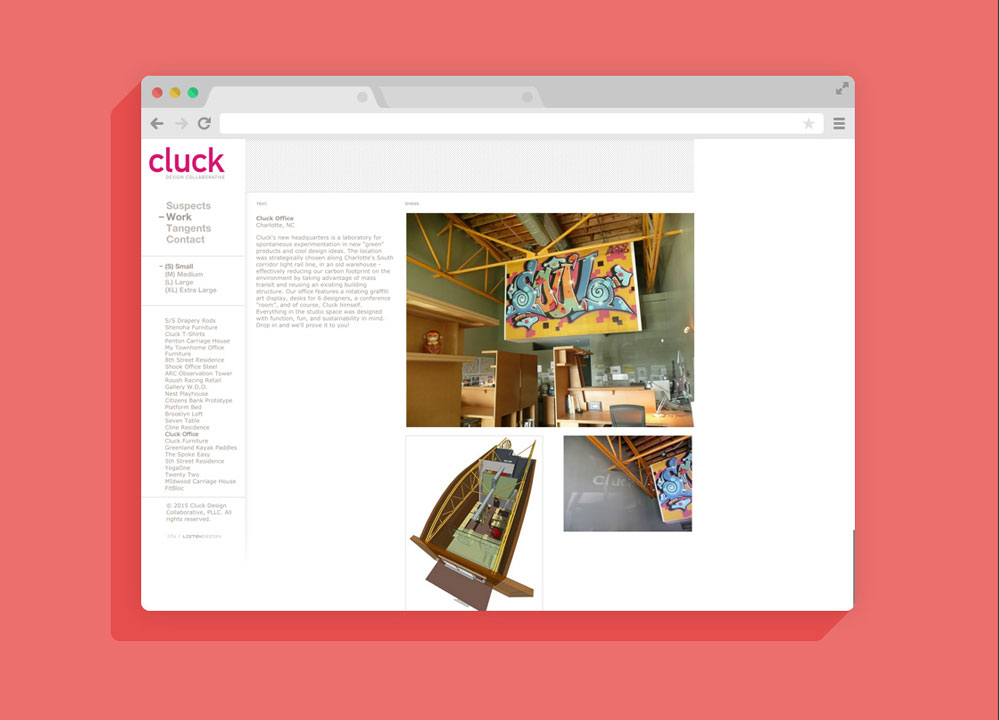 cluck
DESIGN COLLABORATIVE
Suspects
Work
Tangents
Contact
(S) Small
(M) Medium
(L) Large
(XL) Extra Large
S/S Drapery Rods
Shenoha Furniture
Cluck T-Shirts
Penton Carriage House
My Townhome Office
Furniture
8th Street Residence
Shook Office Steel
ARC Observation Tower
Roush Racing Retail
Gallery W.D.O.
Nest Playhouse
Citizens Bank Prototype
Platform Bed
Brooklyn Loft
Seven Table
Cline Residence
Cluck Office
Cluck Furniture
Greenland Kayak Paddles
The Spoke Easy
5th Street Residence
YogaOne
Twenty Two
Midwood Carriage House
FitBloc
© 2015 Cluck Design
Collaborative, PLLC. All
rights reserved.
LISTENDESIGN
TEXT.
Cluck Office
Charlotte, NC
Cluck's new headquarters is a laboratory for
spontaneous experimentation in new "green"
products and cool design ideas. The location
was strategically chosen along Charlotte's South
corridor light rail line, in an old warehouse -
effectively reducing our carbon footprint on the
environment by taking advantage of mass
transit and reusing an existing building
structure. Our office features a rotating graffiti
art display, desks for 6 designers, a conference
"room", and of course, Cluck himself.
Everything in the studio space was designed
with function, fun, and sustainability in mind.
Drop in and we'll prove it to you!
IMAGE
Cluck